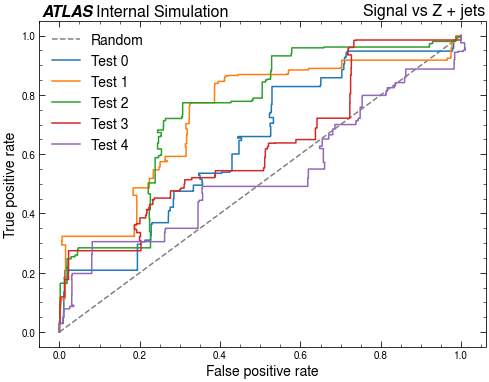 ATLAS Internal Simulation
Signal vs Z + jets
Random
Test 0
Test 1
Test 2
Test 3
Test 4
True positive rate
1.0
0.8
0.6
0.4
0.2
0.0
0.0 0.2 0.4 0.6 0.8 1.0
False positive rate